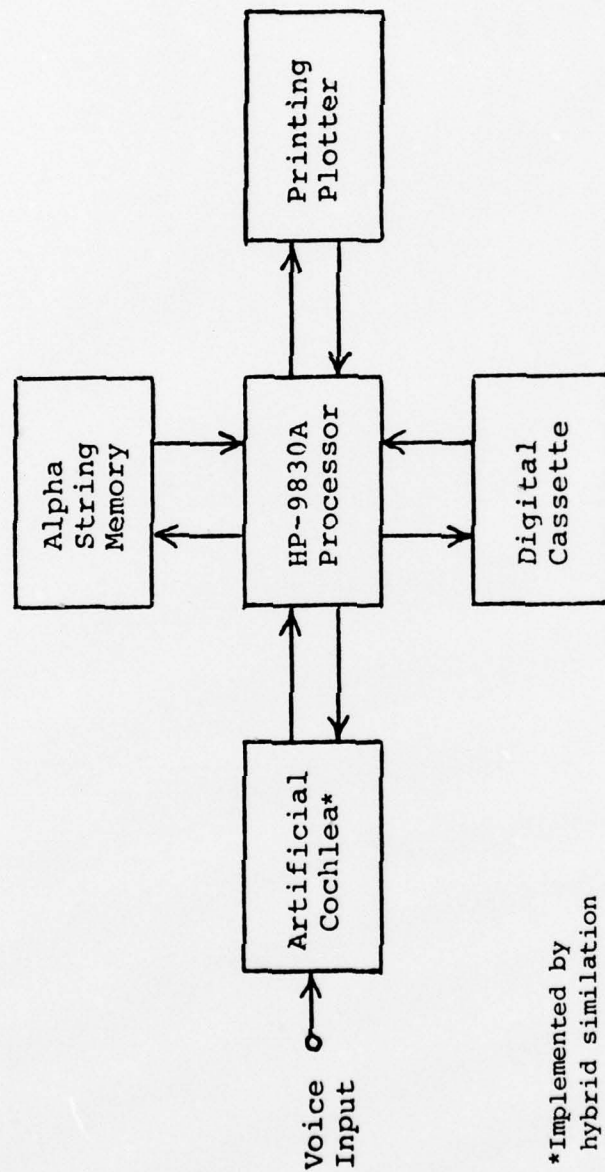 Voice
Input
Artificial
Cochlea*
Alpha
String
Memory
HP-9830A
Processor
Digital
Cassette
Printing
Plotter
*Implemented by
hybrid similation